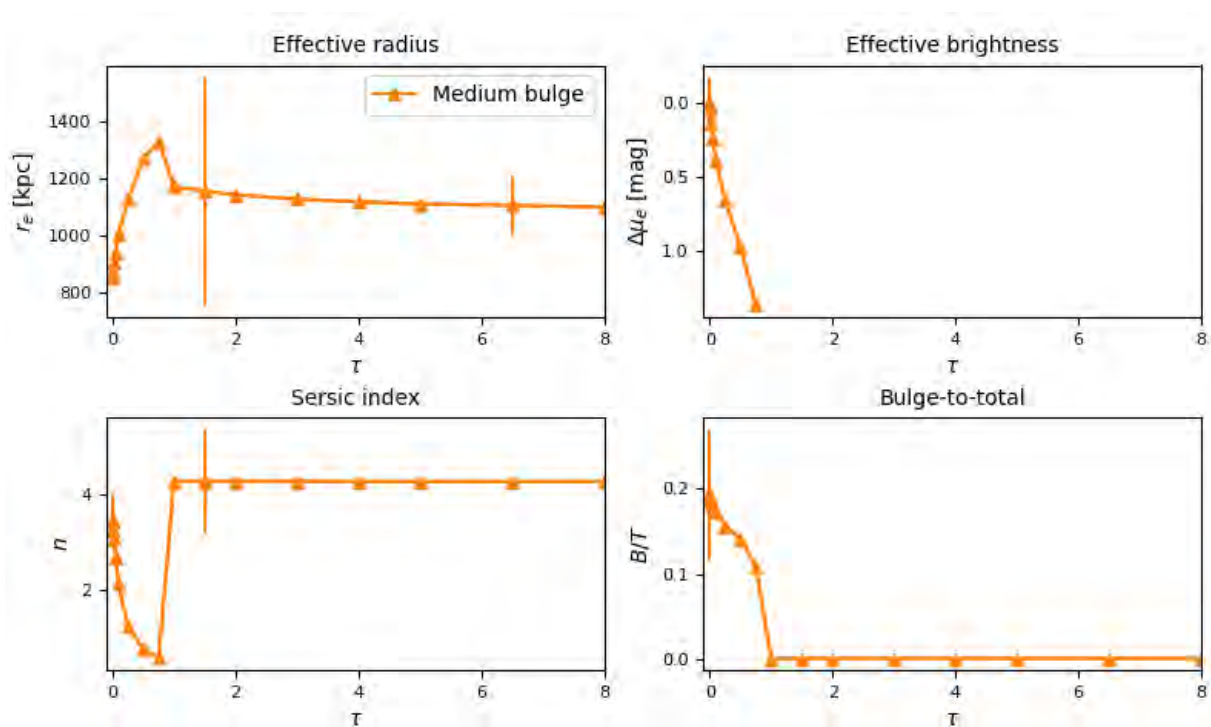 Effective radius
Medium bulge
1400
1200
1000
800
r_e [kpc]
0 2 4 6 8
τ
Effective brightness
0.0
0.5
1.0
Δμ_e [mag]
0 2 4 6 8
τ
Sersic index
4
2
n
0 2 4 6 8
τ
Bulge-to-total
0.2
0.1
0.0
B/T
0 2 4 6 8
τ